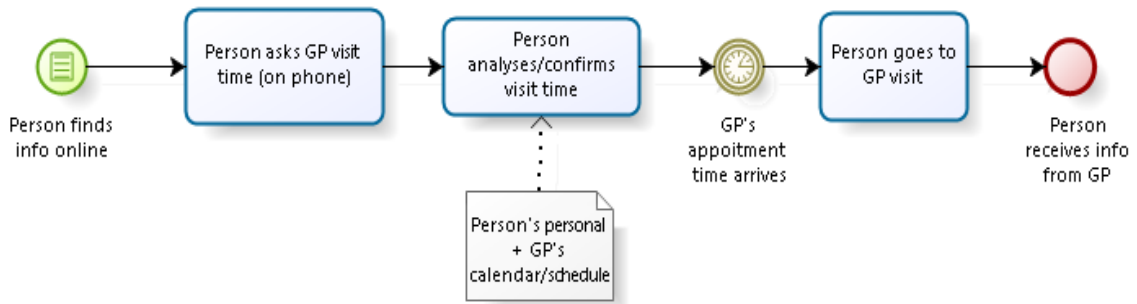 Person finds
info online
Person asks GP visit
time (on phone)
Person
analyses/confirms
visit time
GP's
appoitment
time arrives
Person goes to
GP visit
Person
receives info
from GP
Person's personal
+ GP's
calendar/schedule